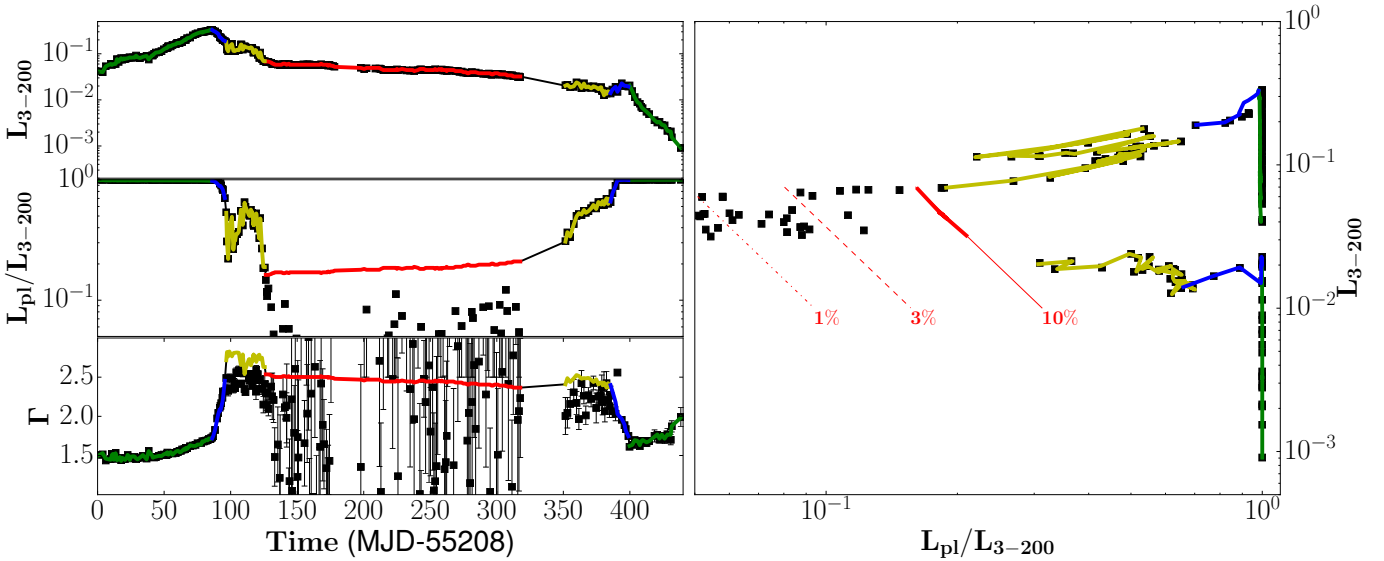 L₃₋₂₀₀
10⁻¹
10⁻²
10⁻³
L_pl/L₃₋₂₀₀
10⁰
10⁻¹
Γ
2.5
2.0
1.5
0 50 100 150 200 250 300 350 400
Time (MJD-55208)
1% 3% 10%
10⁰
10⁻¹
10⁻²
10⁻³
L₃₋₂₀₀
10⁻¹ 10⁰
L_pl/L₃₋₂₀₀